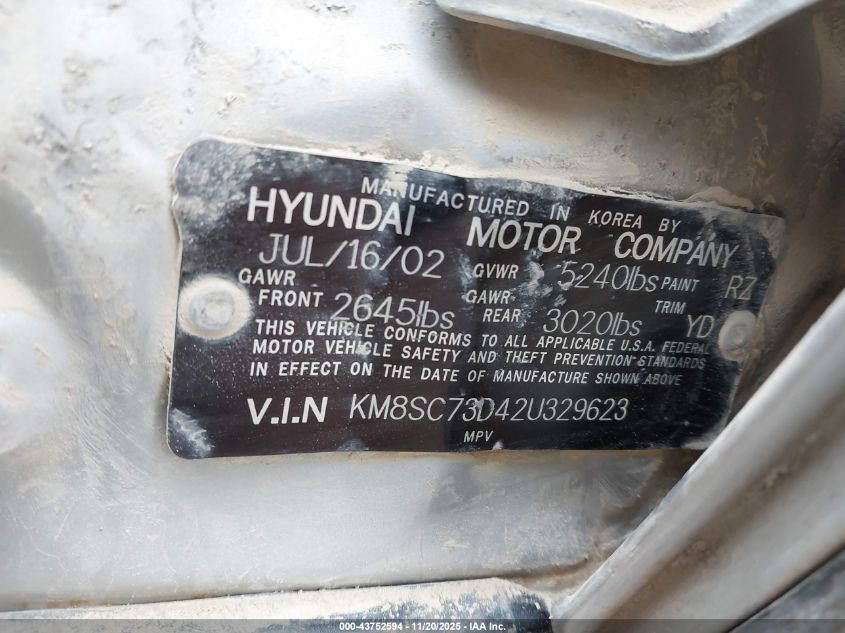 MANUFACTURED IN KOREA BY
HYUNDAI MOTOR COMPANY
JUL/16/02 GVWR 5240lbs PAINT RZ
GAWR FRONT 2645lbs GAWR REAR 3020lbs TRIM YD
THIS VEHICLE CONFORMS TO ALL APPLICABLE U.S.A. FEDERAL
MOTOR VEHICLE SAFETY AND THEFT PREVENTION STANDARDS
IN EFFECT ON THE DATE OF MANUFACTURE SHOWN ABOVE
V.I.N KM8SC73D42U329623
MPV
000-43752594 - 11/20/2025 - IAA Inc.